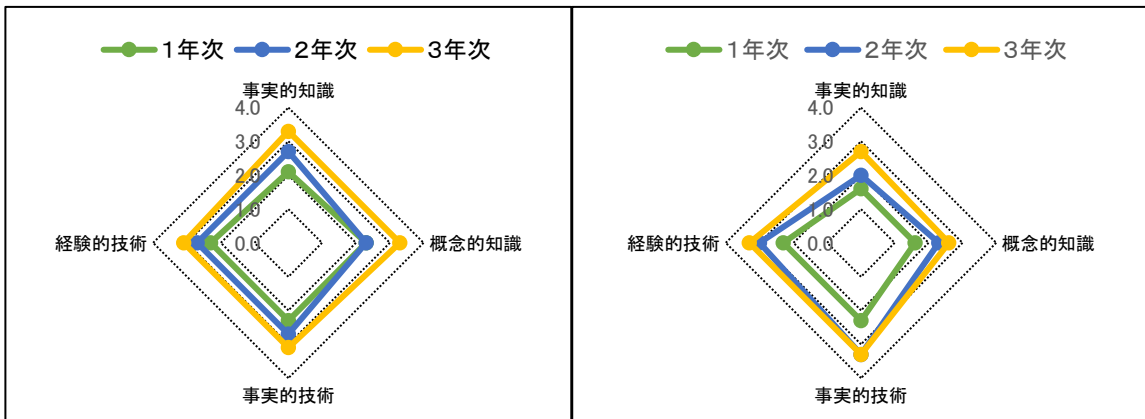 1年次 2年次 3年次
事実的知識
4.0
3.0
2.0
1.0
経験的技術 0.0 概念的知識
事実的技術
1年次 2年次 3年次
事実的知識
4.0
3.0
2.0
1.0
経験的技術 0.0 概念的知識
事実的技術